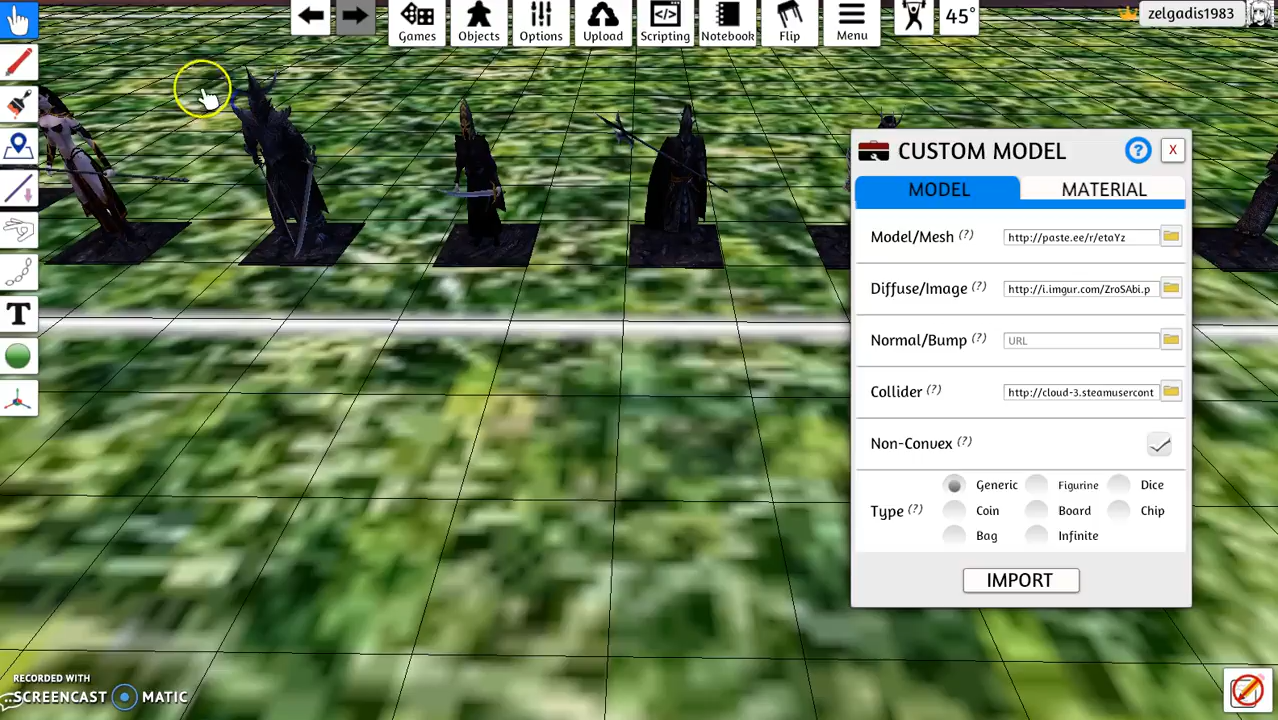 Games
Objects
Options
Upload
Scripting
Notebook
Flip
Menu
45°
zelgadis1983
CUSTOM MODEL
?
X
MODEL
MATERIAL
Model/Mesh (?)
http://paste.ee/r/etaYz
Diffuse/Image (?)
http://i.imgur.com/ZroSAbi.p
Normal/Bump (?)
URL
Collider (?)
http://cloud-3.steamusercont
Non-Convex (?)
Type (?)
Generic
Figurine
Dice
Coin
Board
Chip
Bag
Infinite
IMPORT
T
RECORDED WITH
SCREENCAST MATIC